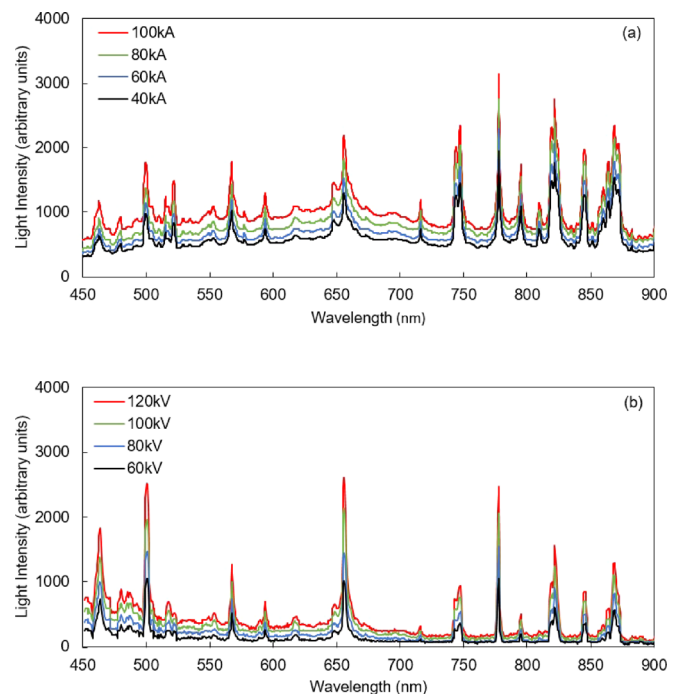 4000
3000
2000
1000
0
Light Intensity (arbitrary units)
100kA
80kA
60kA
40kA
(a)
450 500 550 600 650 700 750 800 850 900
Wavelength (nm)
4000
3000
2000
1000
0
Light Intensity (arbitrary units)
120kV
100kV
80kV
60kV
(b)
450 500 550 600 650 700 750 800 850 900
Wavelength (nm)